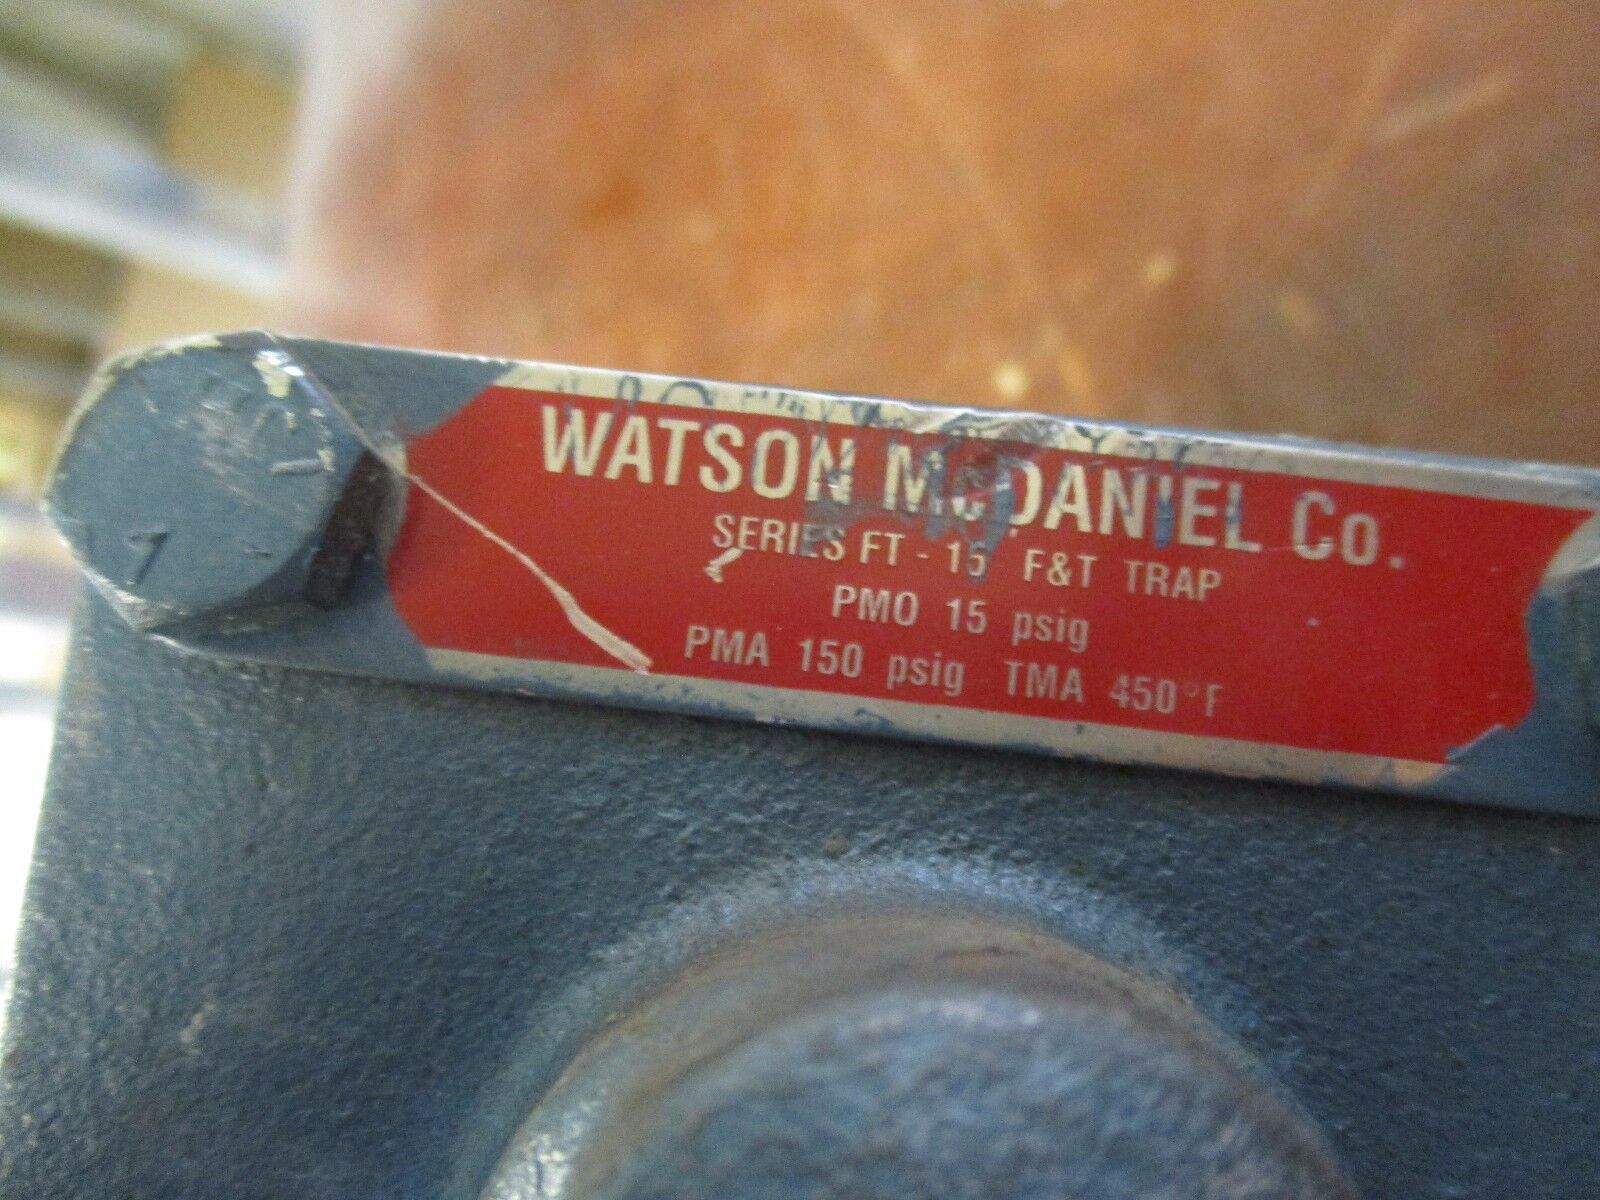 WATSON McDANIEL Co.
SERIES FT - 15 F&T TRAP
PMO 15 psig
PMA 150 psig TMA 450°F